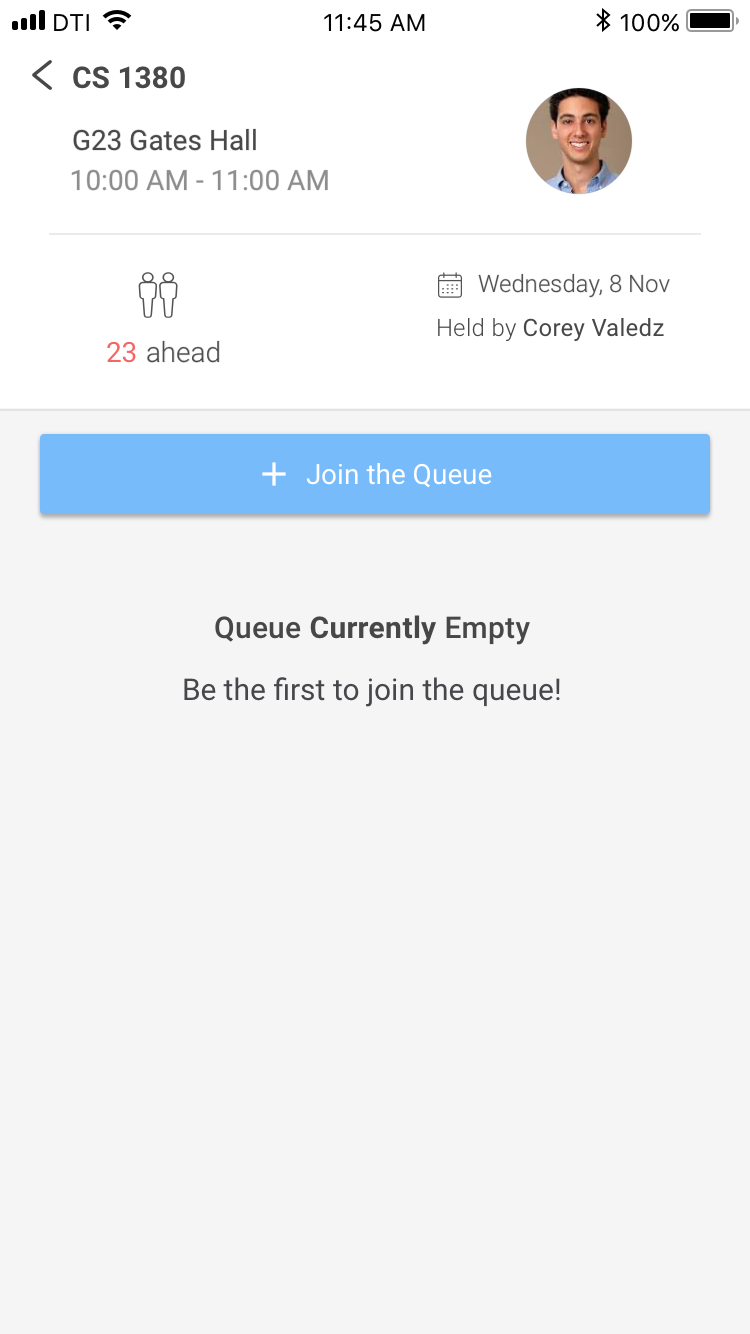 DTI 11:45 AM 100%
CS 1380
G23 Gates Hall
10:00 AM - 11:00 AM
23 ahead
Wednesday, 8 Nov
Held by Corey Valedz
+ Join the Queue
Queue Currently Empty
Be the first to join the queue!